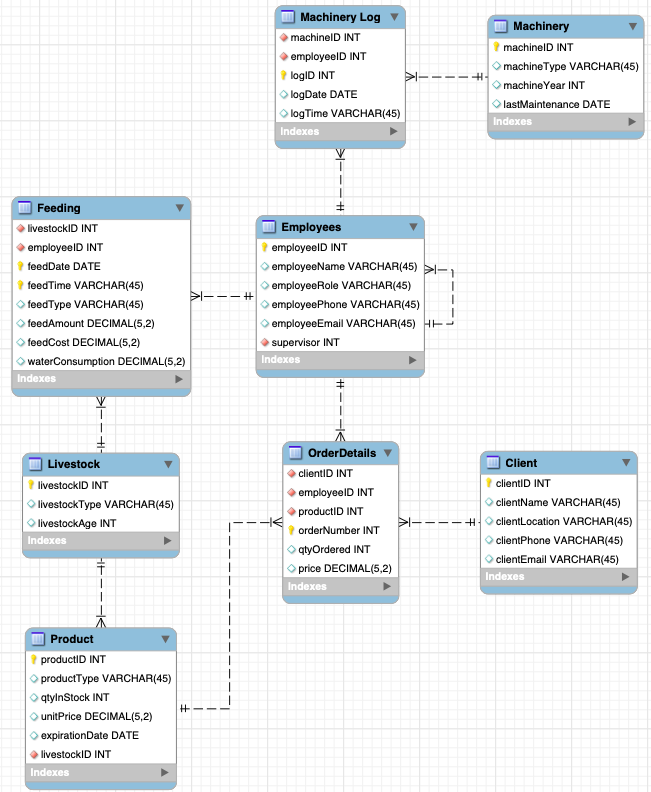 Machinery Log
machineID INT
employeeID INT
logID INT
logDate DATE
logTime VARCHAR(45)
Indexes
Machinery
machineID INT
machineType VARCHAR(45)
machineYear INT
lastMaintenance DATE
Indexes
Feeding
livestockID INT
employeeID INT
feedDate DATE
feedTime VARCHAR(45)
feedType VARCHAR(45)
feedAmount DECIMAL(5,2)
feedCost DECIMAL(5,2)
waterConsumption DECIMAL(5,2)
Indexes
Employees
employeeID INT
employeeName VARCHAR(45)
employeeRole VARCHAR(45)
employeePhone VARCHAR(45)
employeeEmail VARCHAR(45)
supervisor INT
Indexes
Livestock
livestockID INT
livestockType VARCHAR(45)
livestockAge INT
Indexes
OrderDetails
clientID INT
employeeID INT
productID INT
orderNumber INT
qtyOrdered INT
price DECIMAL(5,2)
Indexes
Client
clientID INT
clientName VARCHAR(45)
clientLocation VARCHAR(45)
clientPhone VARCHAR(45)
clientEmail VARCHAR(45)
Indexes
Product
productID INT
productType VARCHAR(45)
qtyInStock INT
unitPrice DECIMAL(5,2)
expirationDate DATE
livestockID INT
Indexes